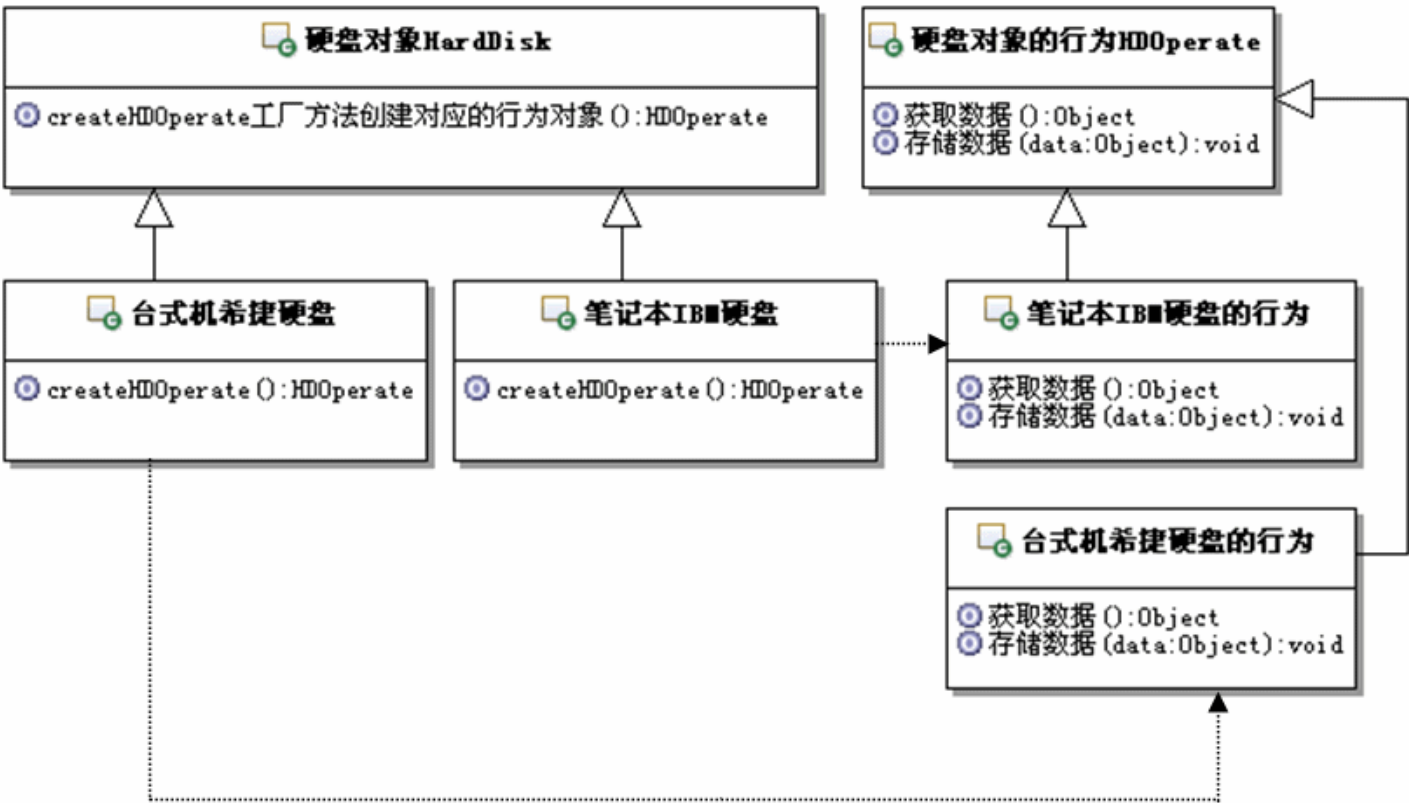 硬盘对象HardDisk
createHDOperate工厂方法创建对应的行为对象():HDOperate
硬盘对象的行为HDOperate
获取数据():Object
存储数据(data:Object):void
台式机希捷硬盘
createHDOperate():HDOperate
笔记本IBM硬盘
createHDOperate():HDOperate
笔记本IBM硬盘的行为
获取数据():Object
存储数据(data:Object):void
台式机希捷硬盘的行为
获取数据():Object
存储数据(data:Object):void